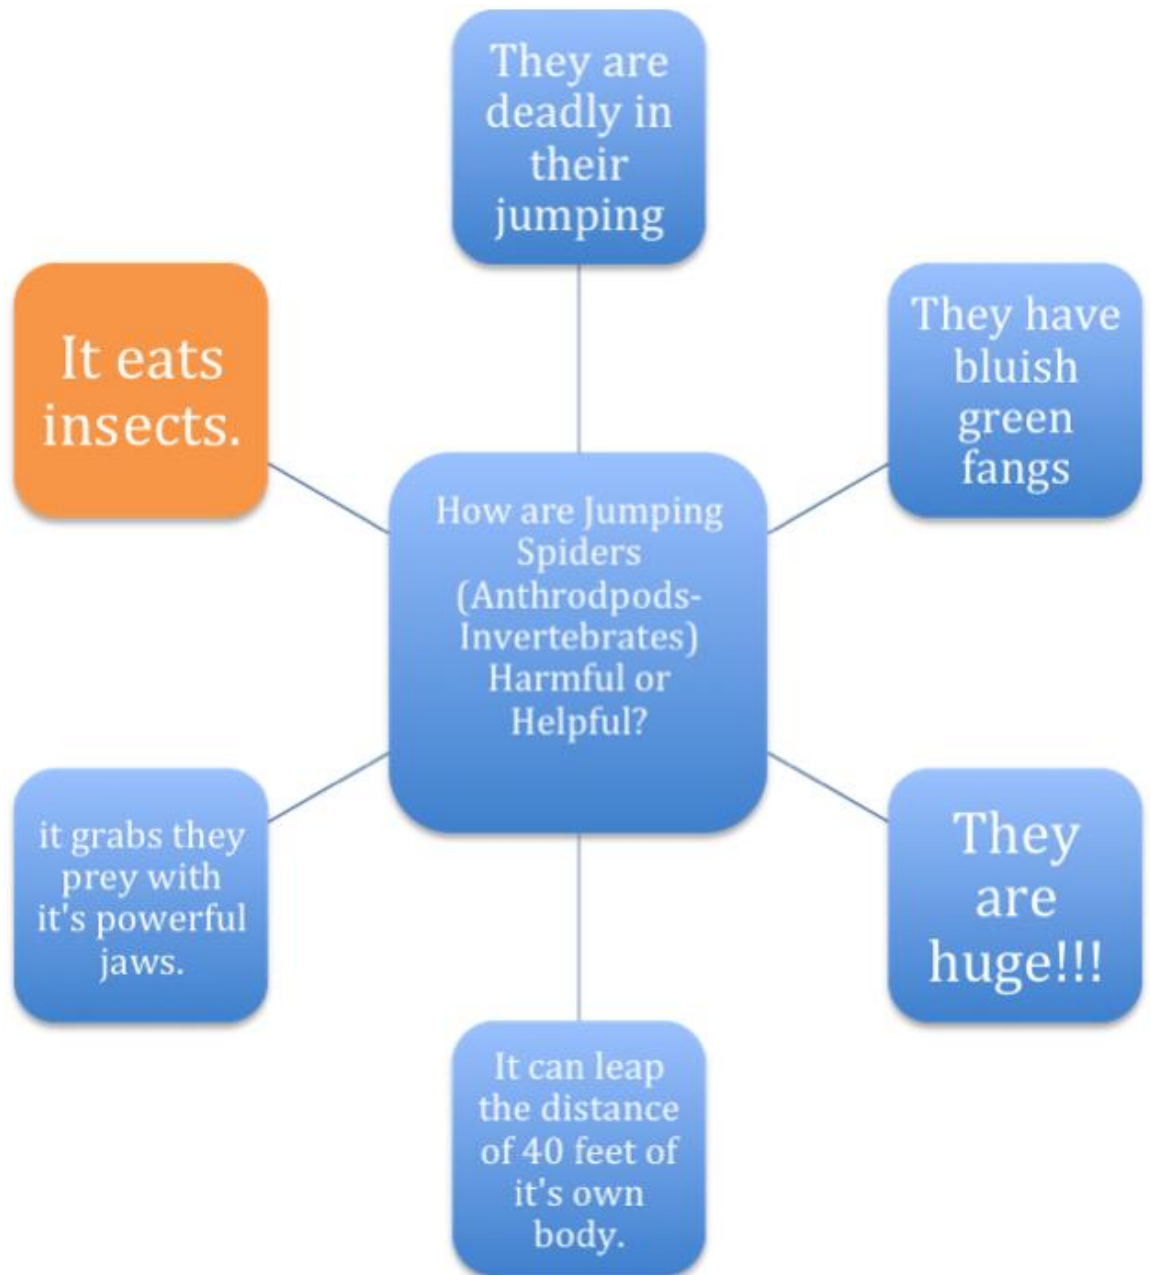 They are
deadly in
their
jumping
It eats
insects.
They have
bluish
green
fangs
How are Jumping
Spiders
(Anthrodpods-
Invertebrates)
Harmful or
Helpful?
it grabs they
prey with
it's powerful
jaws.
They
are
huge!!!
It can leap
the distance
of 40 feet of
it's own
body.